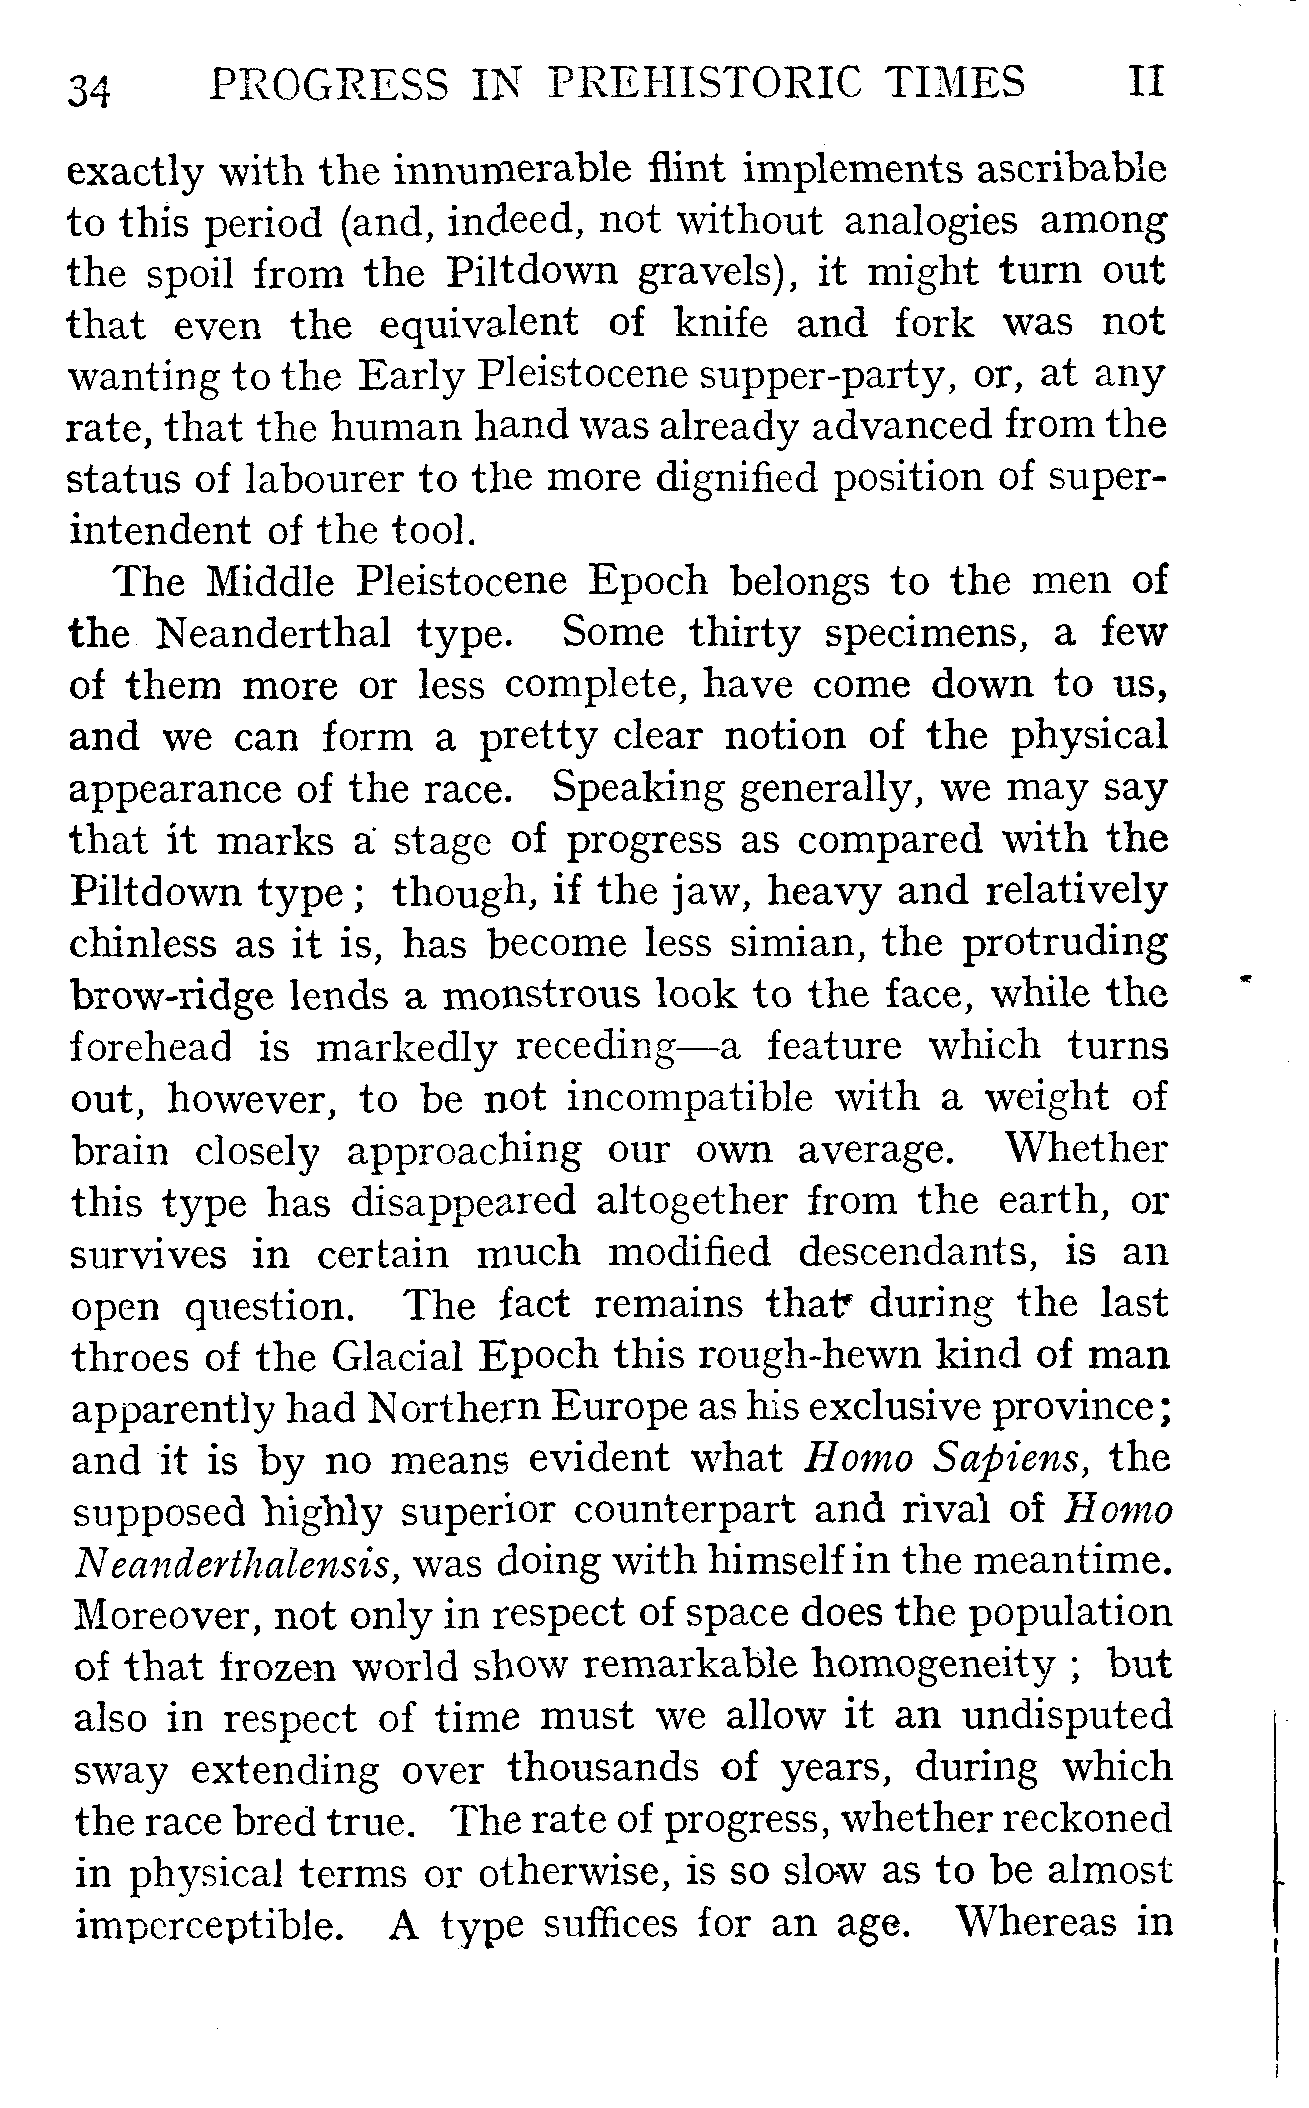 34 PROGRESS IN PREHISTORIC TIMES II
exactly with the innumerable flint implements ascribable
to this period (and, indeed, not without analogies among
the spoil from the Piltdown gravels), it might turn out
that even the equivalent of knife and fork was not
wanting to the Early Pleistocene supper-party, or, at any
rate, that the human hand was already advanced from the
status of labourer to the more dignified position of super-
intendent of the tool.
The Middle Pleistocene Epoch belongs to the men of
the Neanderthal type. Some thirty specimens, a few
of them more or less complete, have come down to us,
and we can form a pretty clear notion of the physical
appearance of the race. Speaking generally, we may say
that it marks a stage of progress as compared with the
Piltdown type ; though, if the jaw, heavy and relatively
chinless as it is, has become less simian, the protruding
brow-ridge lends a monstrous look to the face, while the
forehead is markedly receding—a feature which turns
out, however, to be not incompatible with a weight of
brain closely approaching our own average. Whether
this type has disappeared altogether from the earth, or
survives in certain much modified descendants, is an
open question. The fact remains that during the last
throes of the Glacial Epoch this rough-hewn kind of man
apparently had Northern Europe as his exclusive province;
and it is by no means evident what Homo Sapiens, the
supposed highly superior counterpart and rival of Homo
Neanderthalensis, was doing with himself in the meantime.
Moreover, not only in respect of space does the population
of that frozen world show remarkable homogeneity ; but
also in respect of time must we allow it an undisputed
sway extending over thousands of years, during which
the race bred true. The rate of progress, whether reckoned
in physical terms or otherwise, is so slow as to be almost
imperceptible. A type suffices for an age. Whereas in